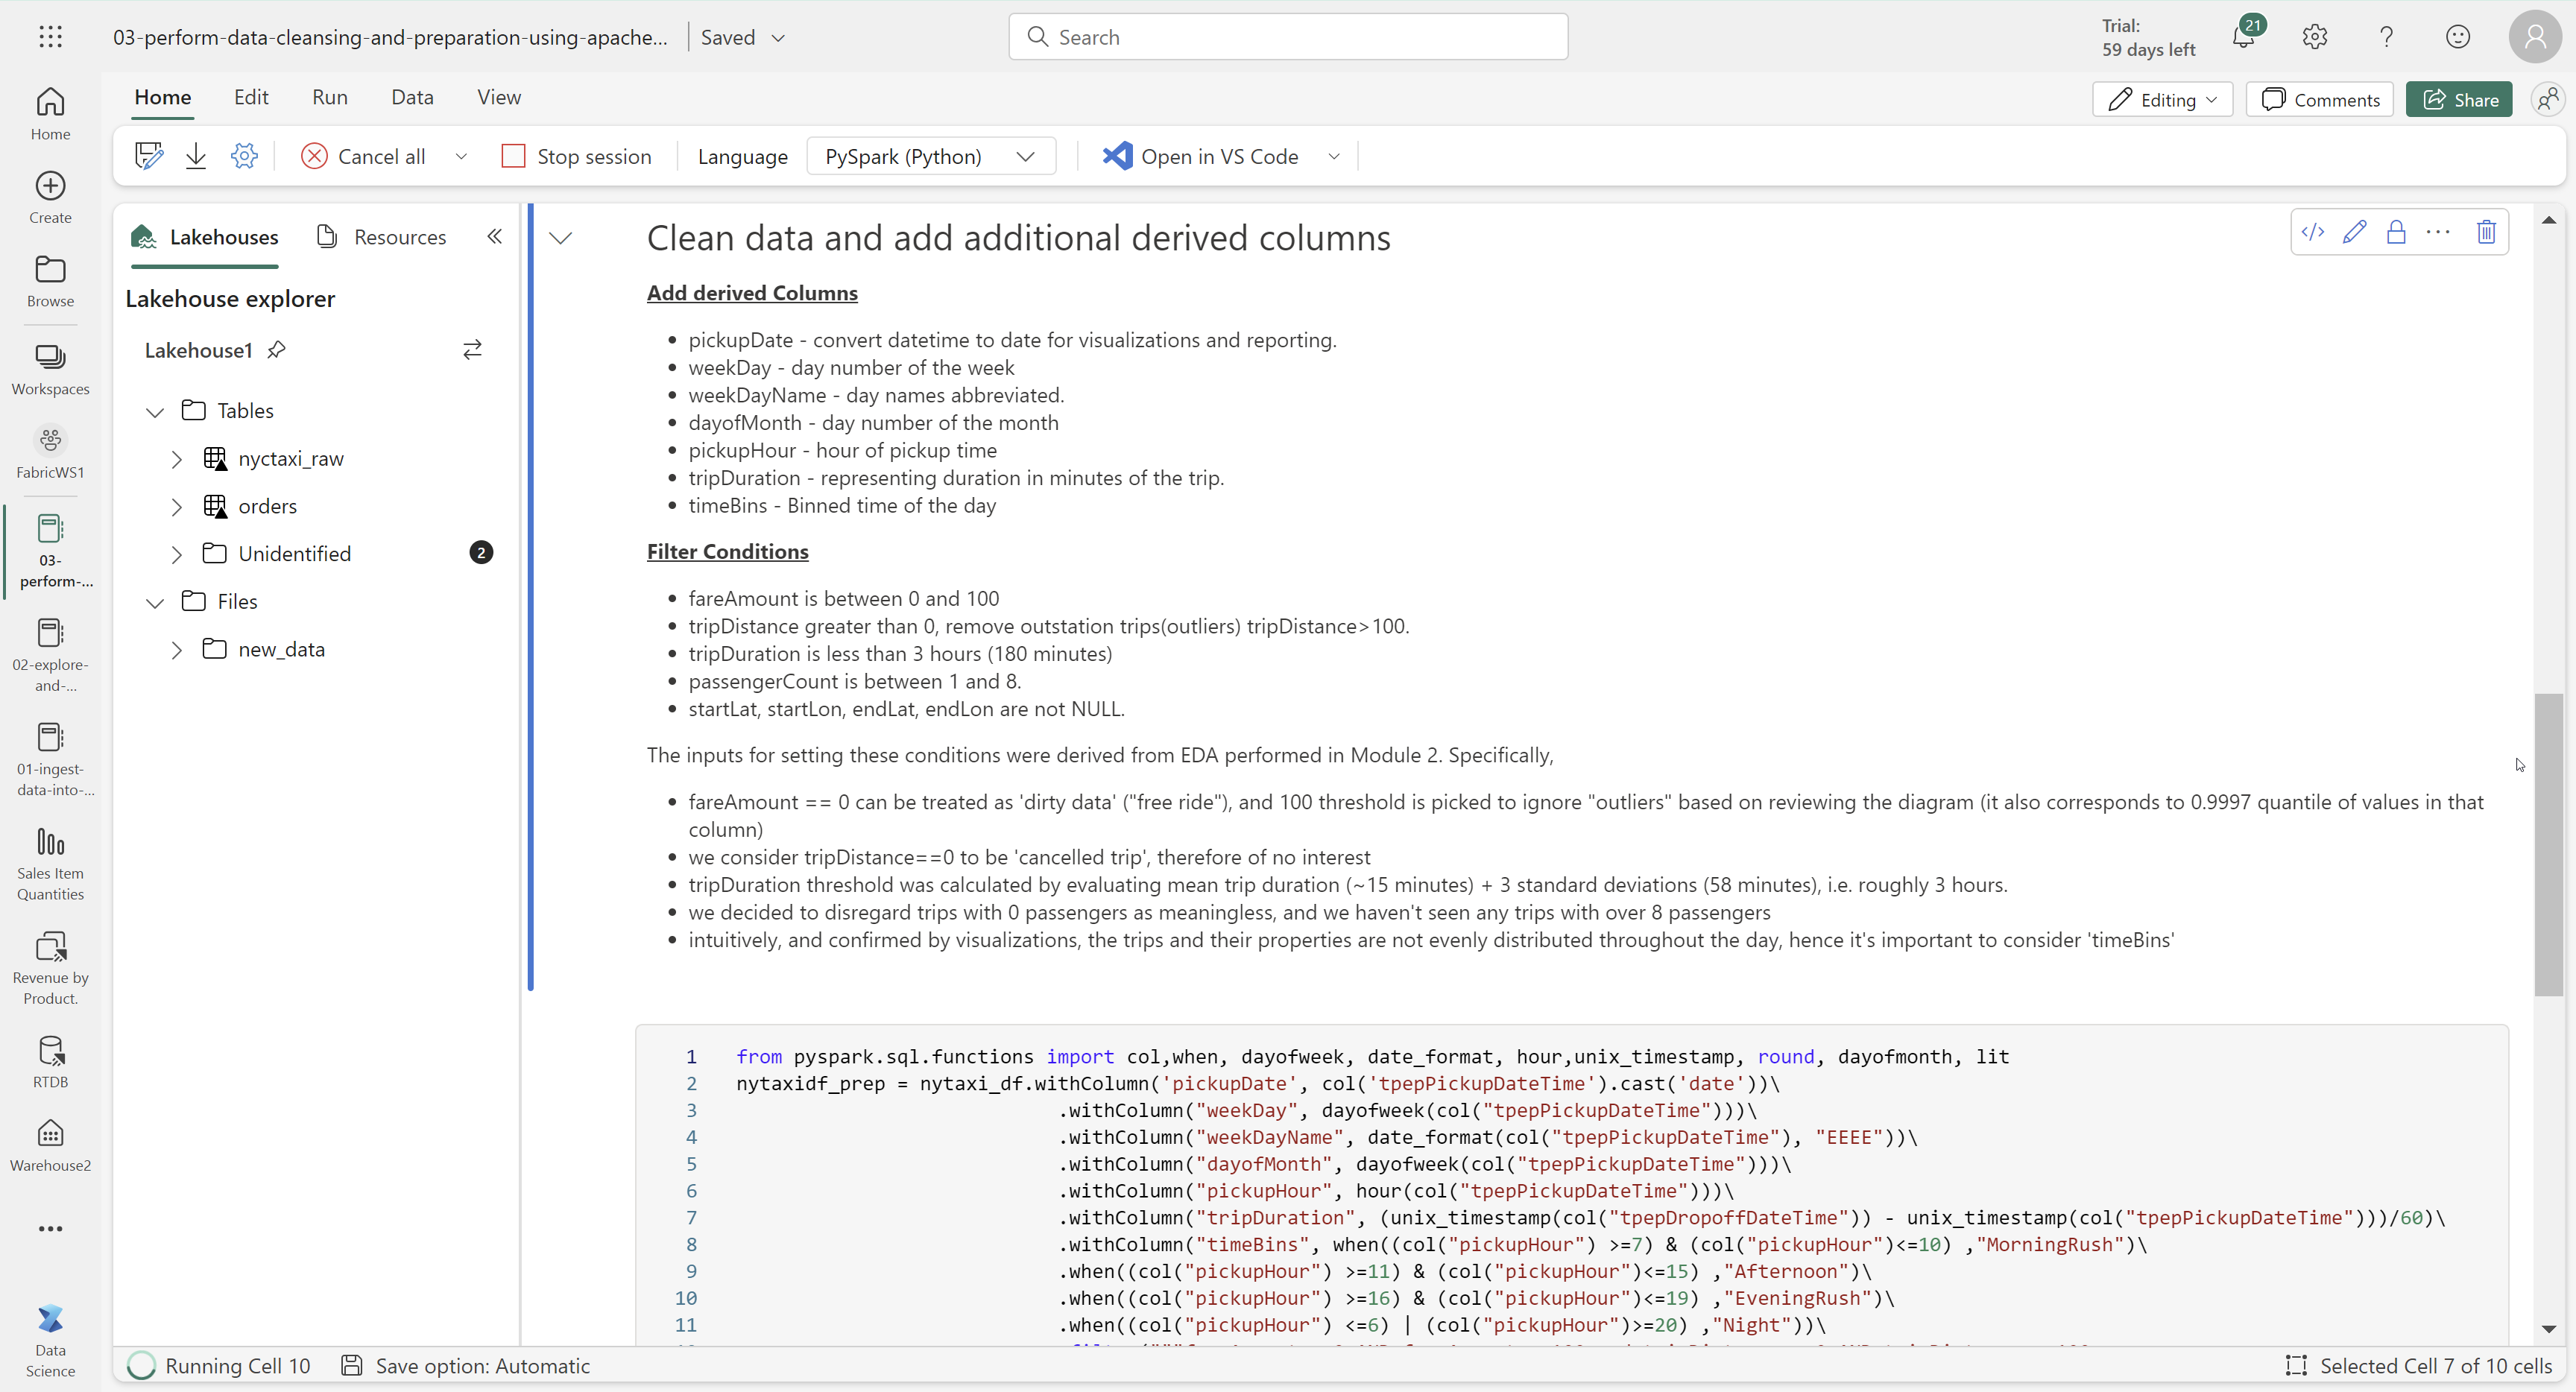 03-perform-data-cleansing-and-preparation-using-apache...
Saved
Search
Trial:
59 days left
21
Home
Edit
Run
Data
View
Editing
Comments
Share
Cancel all
Stop session
Language
PySpark (Python)
Open in VS Code
Home
Create
Browse
Workspaces
FabricWS1
03-
perform-...
02-explore-
and-...
01-ingest-
data-into-...
Sales Item
Quantities
Revenue by
Product.
RTDB
Warehouse2
Data
Science
Lakehouses
Resources
Lakehouse explorer
Lakehouse1
Tables
nyctaxi_raw
orders
Unidentified
2
Files
new_data
Clean data and add additional derived columns
Add derived Columns
• pickupDate - convert datetime to date for visualizations and reporting.
• weekDay - day number of the week
• weekDayName - day names abbreviated.
• dayofMonth - day number of the month
• pickupHour - hour of pickup time
• tripDuration - representing duration in minutes of the trip.
• timeBins - Binned time of the day
Filter Conditions
• fareAmount is between 0 and 100
• tripDistance greater than 0, remove outstation trips(outliers) tripDistance>100.
• tripDuration is less than 3 hours (180 minutes)
• passengerCount is between 1 and 8.
• startLat, startLon, endLat, endLon are not NULL.
The inputs for setting these conditions were derived from EDA performed in Module 2. Specifically,
• fareAmount == 0 can be treated as 'dirty data' ("free ride"), and 100 threshold is picked to ignore "outliers" based on reviewing the diagram (it also corresponds to 0.9997 quantile of values in that
column)
• we consider tripDistance==0 to be 'cancelled trip', therefore of no interest
• tripDuration threshold was calculated by evaluating mean trip duration (~15 minutes) + 3 standard deviations (58 minutes), i.e. roughly 3 hours.
• we decided to disregard trips with 0 passengers as meaningless, and we haven't seen any trips with over 8 passengers
• intuitively, and confirmed by visualizations, the trips and their properties are not evenly distributed throughout the day, hence it's important to consider 'timeBins'
1 from pyspark.sql.functions import col,when, dayofweek, date_format, hour,unix_timestamp, round, dayofmonth, lit
2 nytaxidf_prep = nytaxi_df.withColumn('pickupDate', col('tpepPickupDateTime').cast('date'))\
3 .withColumn("weekDay", dayofweek(col("tpepPickupDateTime")))\
4 .withColumn("weekDayName", date_format(col("tpepPickupDateTime"), "EEEE"))\
5 .withColumn("dayofMonth", dayofweek(col("tpepPickupDateTime")))\
6 .withColumn("pickupHour", hour(col("tpepPickupDateTime")))\
7 .withColumn("tripDuration", (unix_timestamp(col("tpepDropoffDateTime")) - unix_timestamp(col("tpepPickupDateTime")))/60)\
8 .withColumn("timeBins", when((col("pickupHour") >=7) & (col("pickupHour")<=10) ,"MorningRush")\
9 .when((col("pickupHour") >=11) & (col("pickupHour")<=15) ,"Afternoon")\
10 .when((col("pickupHour") >=16) & (col("pickupHour")<=19) ,"EveningRush")\
11 .when((col("pickupHour") <=6) | (col("pickupHour")>=20) ,"Night"))\
Running Cell 10
Save option: Automatic
Selected Cell 7 of 10 cells